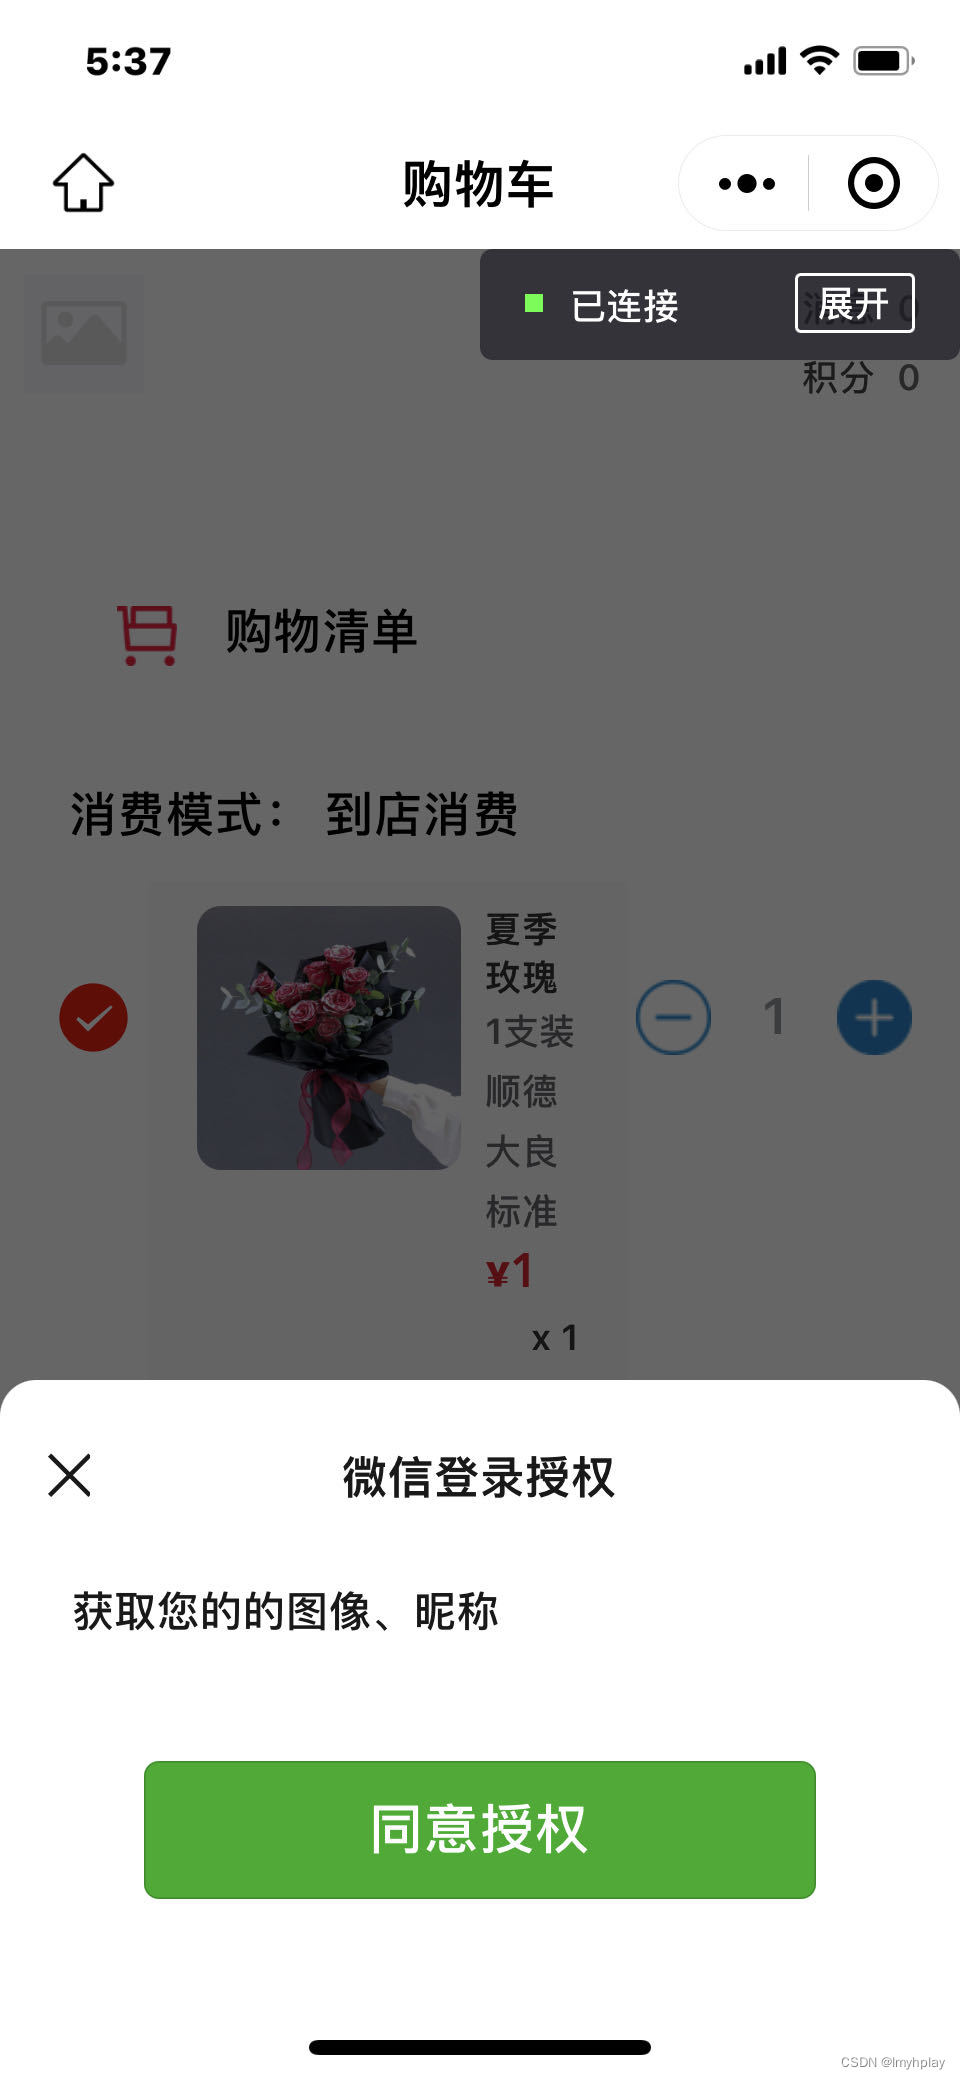 5:37
购物车
已连接
展开
消息 0
积分 0
购物清单
消费模式： 到店消费
夏季
玫瑰
1支装
顺德
大良
标准
¥1
x 1
1
微信登录授权
获取您的的图像、昵称
同意授权
CSDN @lmyhplay